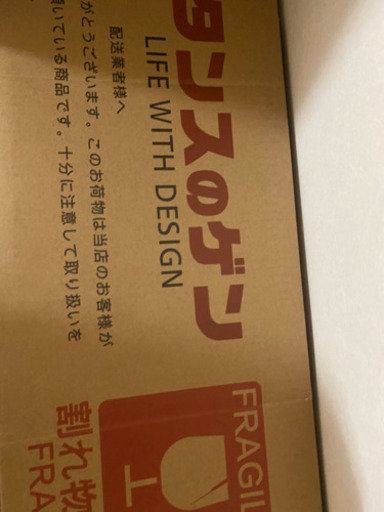 タンスのゲン
LIFE WITH DESIGN
配送業者様へ
がとうございます。このお荷物は当店のお客様が
頂いている商品です。十分に注意して取り扱いを
FRAGIL
割れ物
FRA